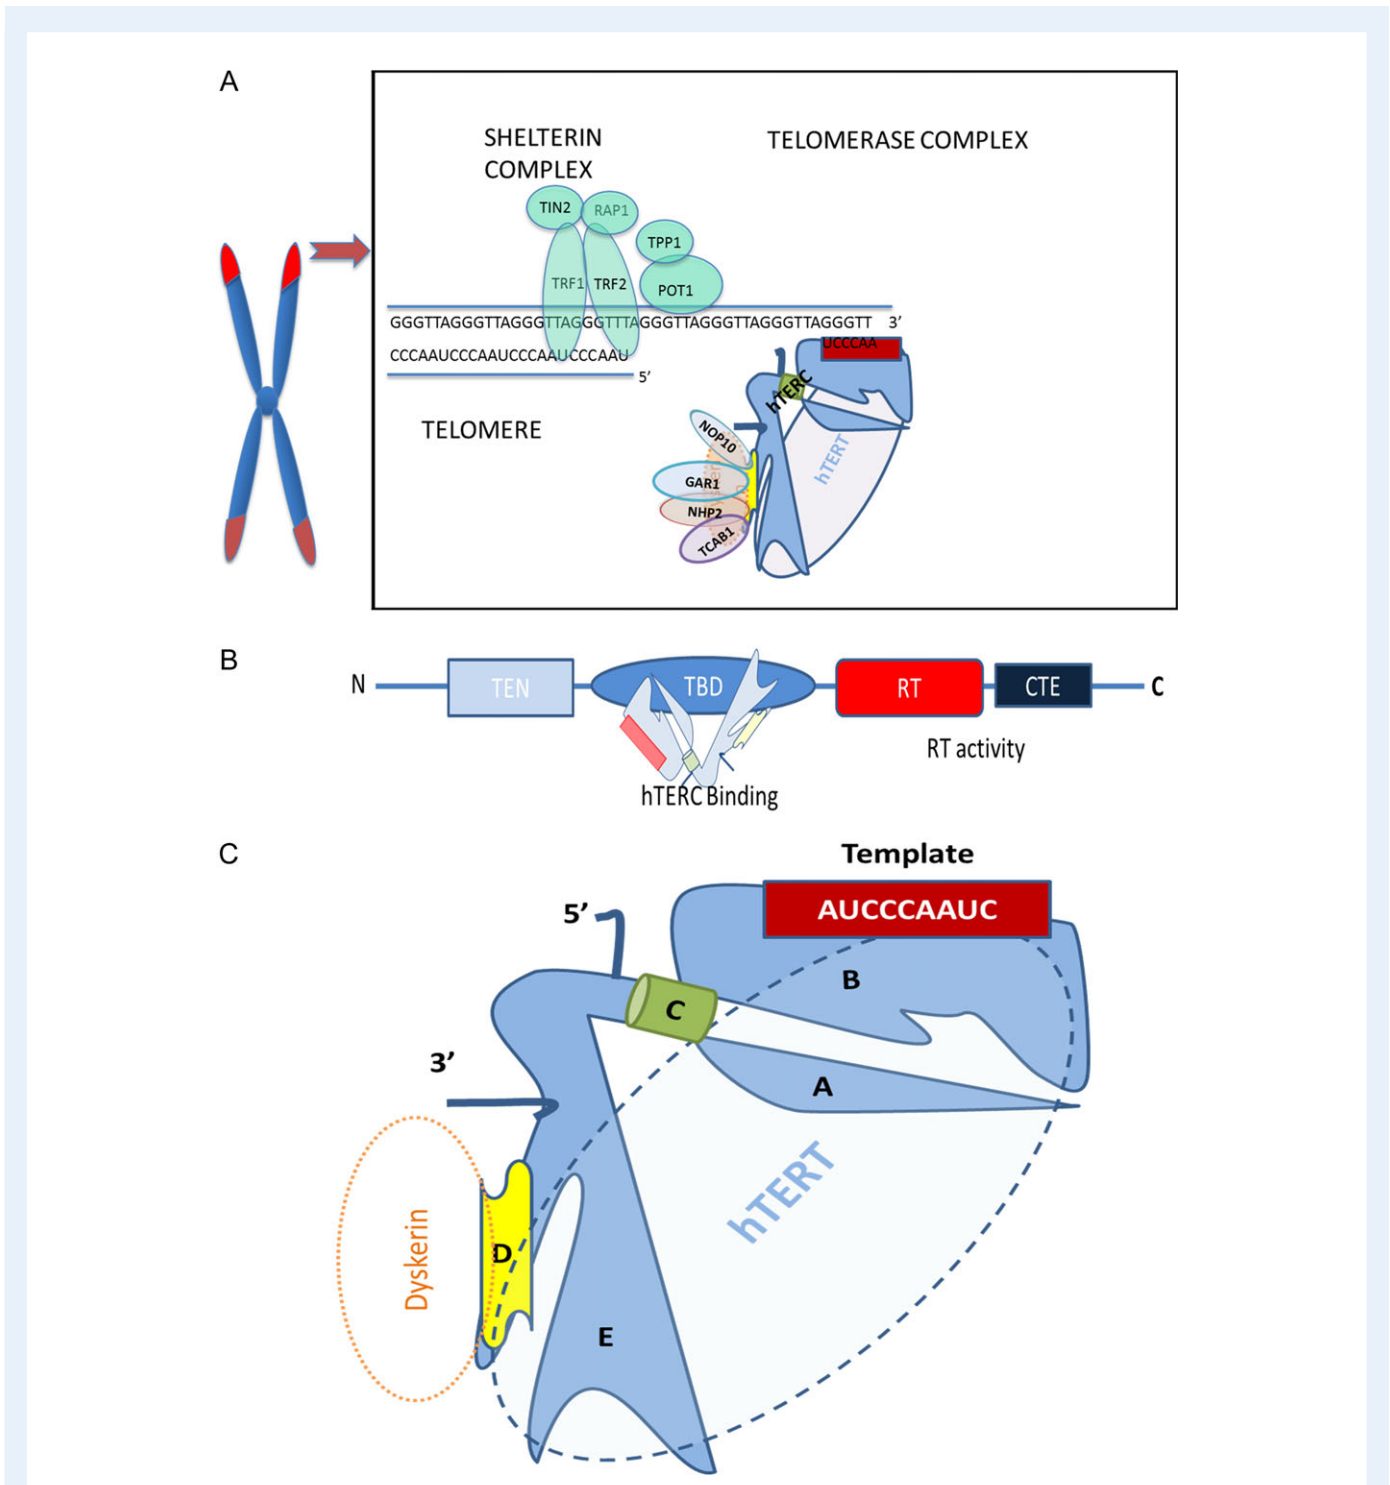 A
SHELTERIN
COMPLEX
TELOMERASE COMPLEX
TIN2
RAP1
TPP1
TRF1
TRF2
POT1
GGGTTAGGGTTAGGGTTAGGGTTTAGGGTTAGGGTTAGGGTTAGGGTT 3’
CCCAAUCCCAAUCCCAAUCCCAAU
UCCCAA
5’
hTERC
TELOMERE
NOP10
hTERT
GAR1
NHP2
TCAB1
B
N
TEN
TBD
RT
CTE
C
RT activity
hTERC Binding
C
Template
5’
AUCCCAAUC
B
C
3’
A
hTERT
Dyskerin
D
E